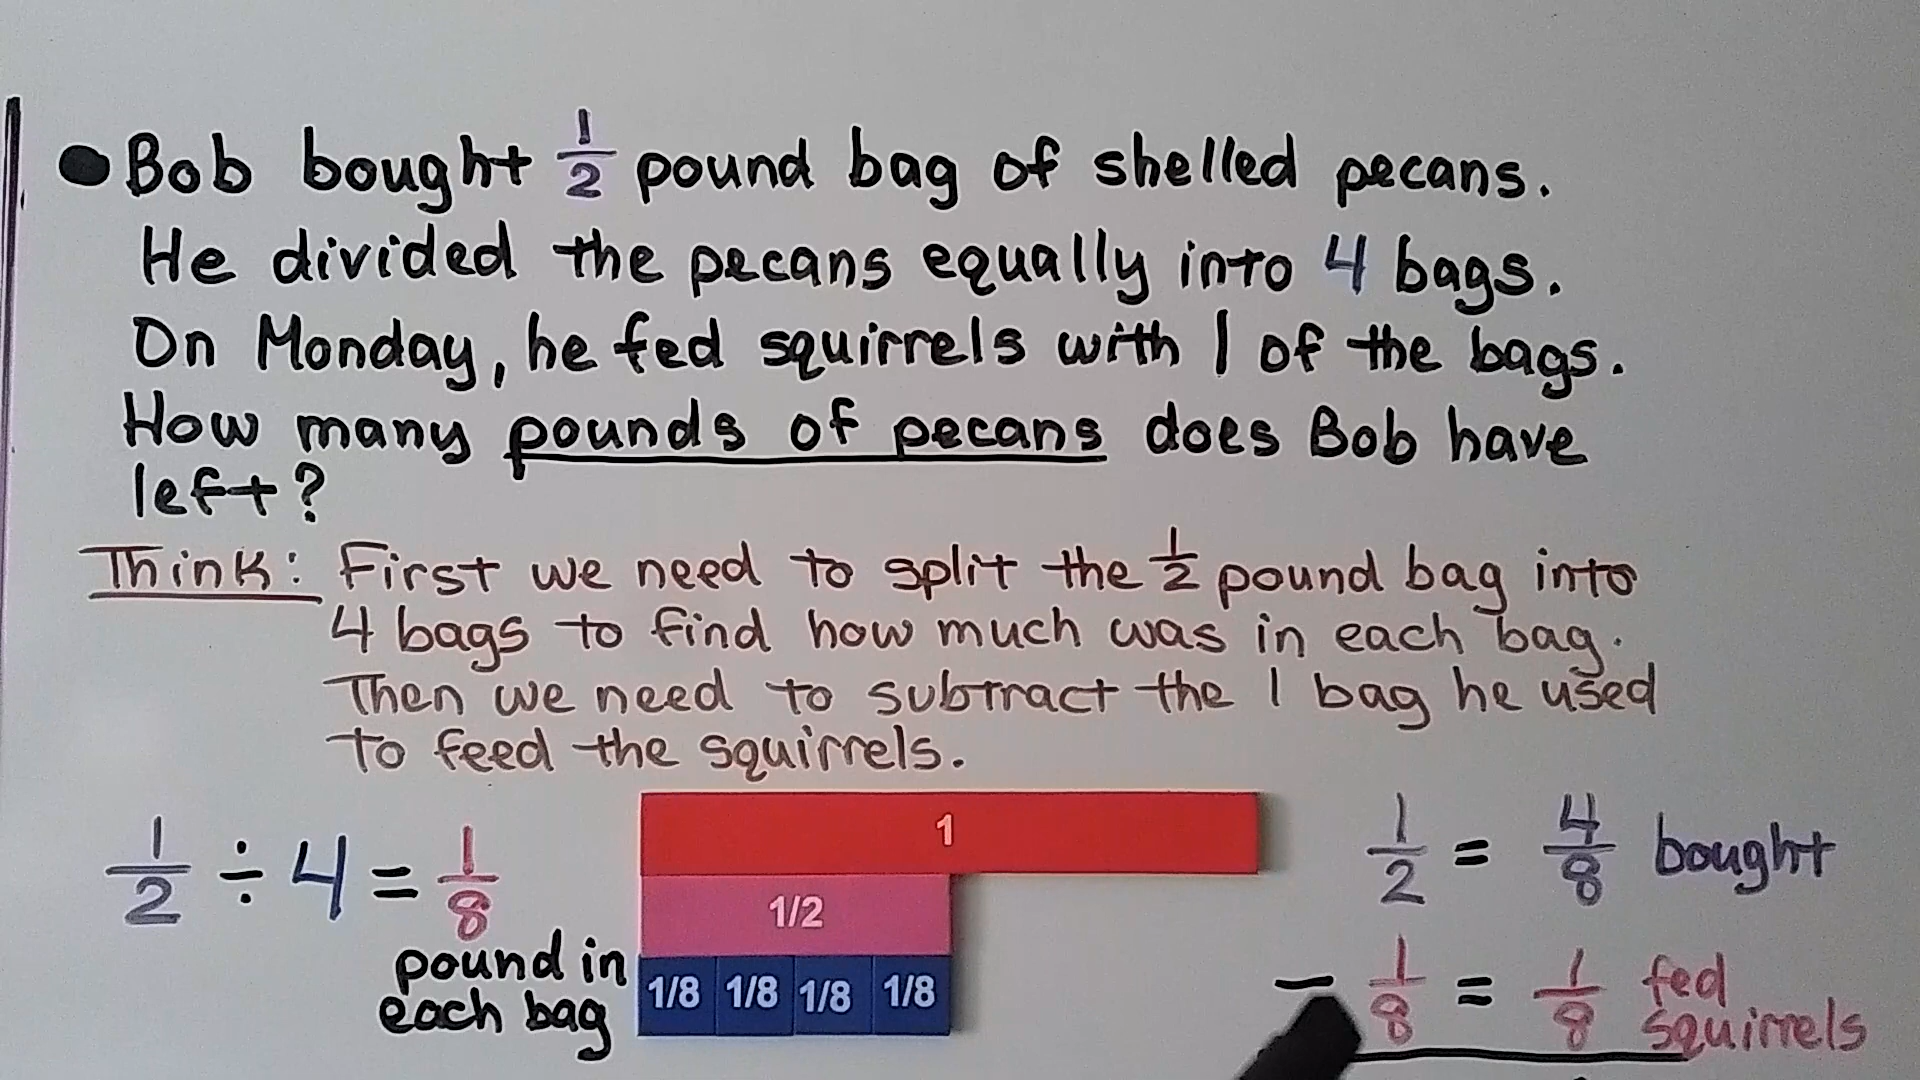 ● Bob bought 1/2 pound bag of shelled pecans.
He divided the pecans equally into 4 bags.
On Monday, he fed squirrels with 1 of the bags.
How many pounds of pecans does Bob have
left?
Think: First we need to split the 1/2 pound bag into
4 bags to find how much was in each bag.
Then we need to subtract the 1 bag he used
to feed the squirrels.
1/2 ÷ 4 = 1/8
pound in
each bag
1
1/2
1/8 1/8 1/8 1/8
1/2 = 4/8 bought
- 1/8 = 1/8 fed
squirrels